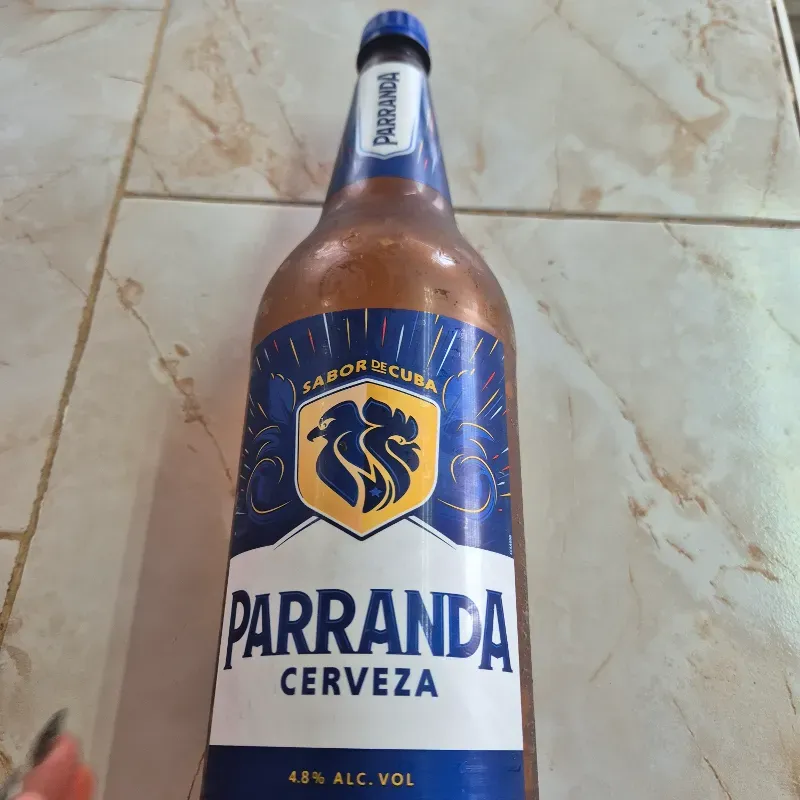 PARRANDA
SABOR DE CUBA
PARRANDA
CERVEZA
4.8% ALC. VOL